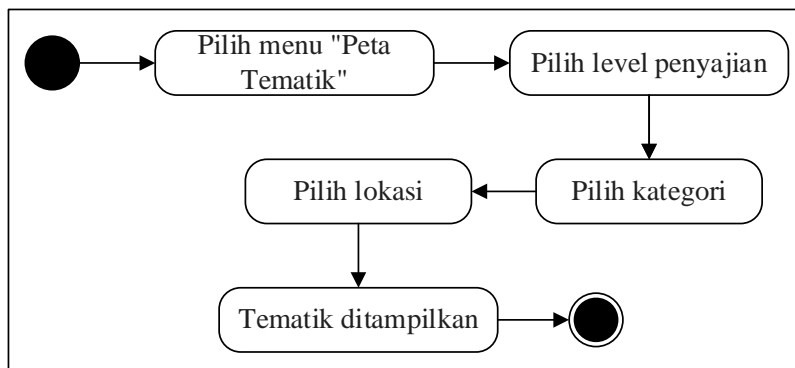 Pilih menu "Peta
Tematik"
Pilih level penyajian
Pilih kategori
Pilih lokasi
Tematik ditampilkan